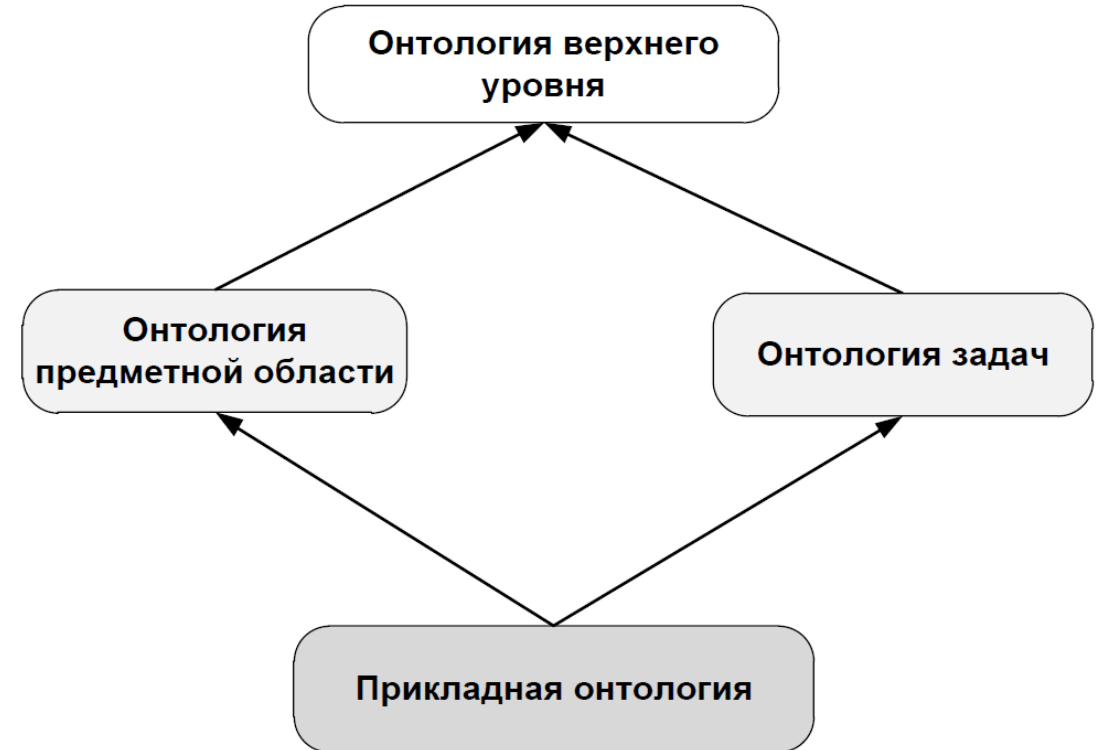 Онтология верхнего
уровня
Онтология
предметной области
Онтология задач
Прикладная онтология